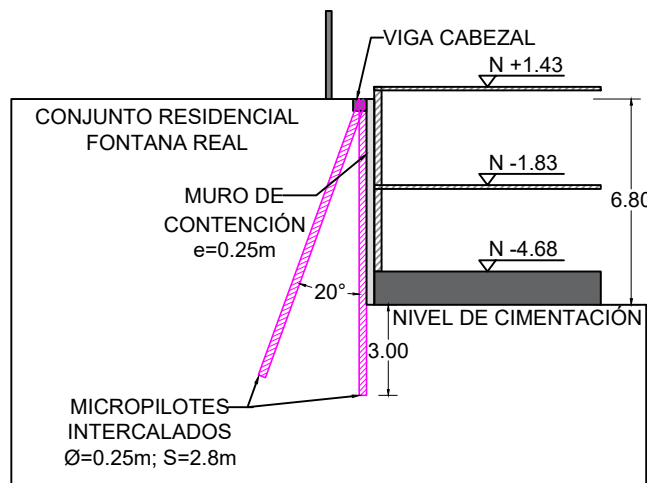 VIGA CABEZAL
N +1.43
CONJUNTO RESIDENCIAL
FONTANA REAL
MURO DE
CONTENCIÓN
e=0.25m
N -1.83
6.80
N -4.68
20°
NIVEL DE CIMENTACIÓN
3.00
MICROPILOTES
INTERCALADOS
Ø=0.25m; S=2.8m